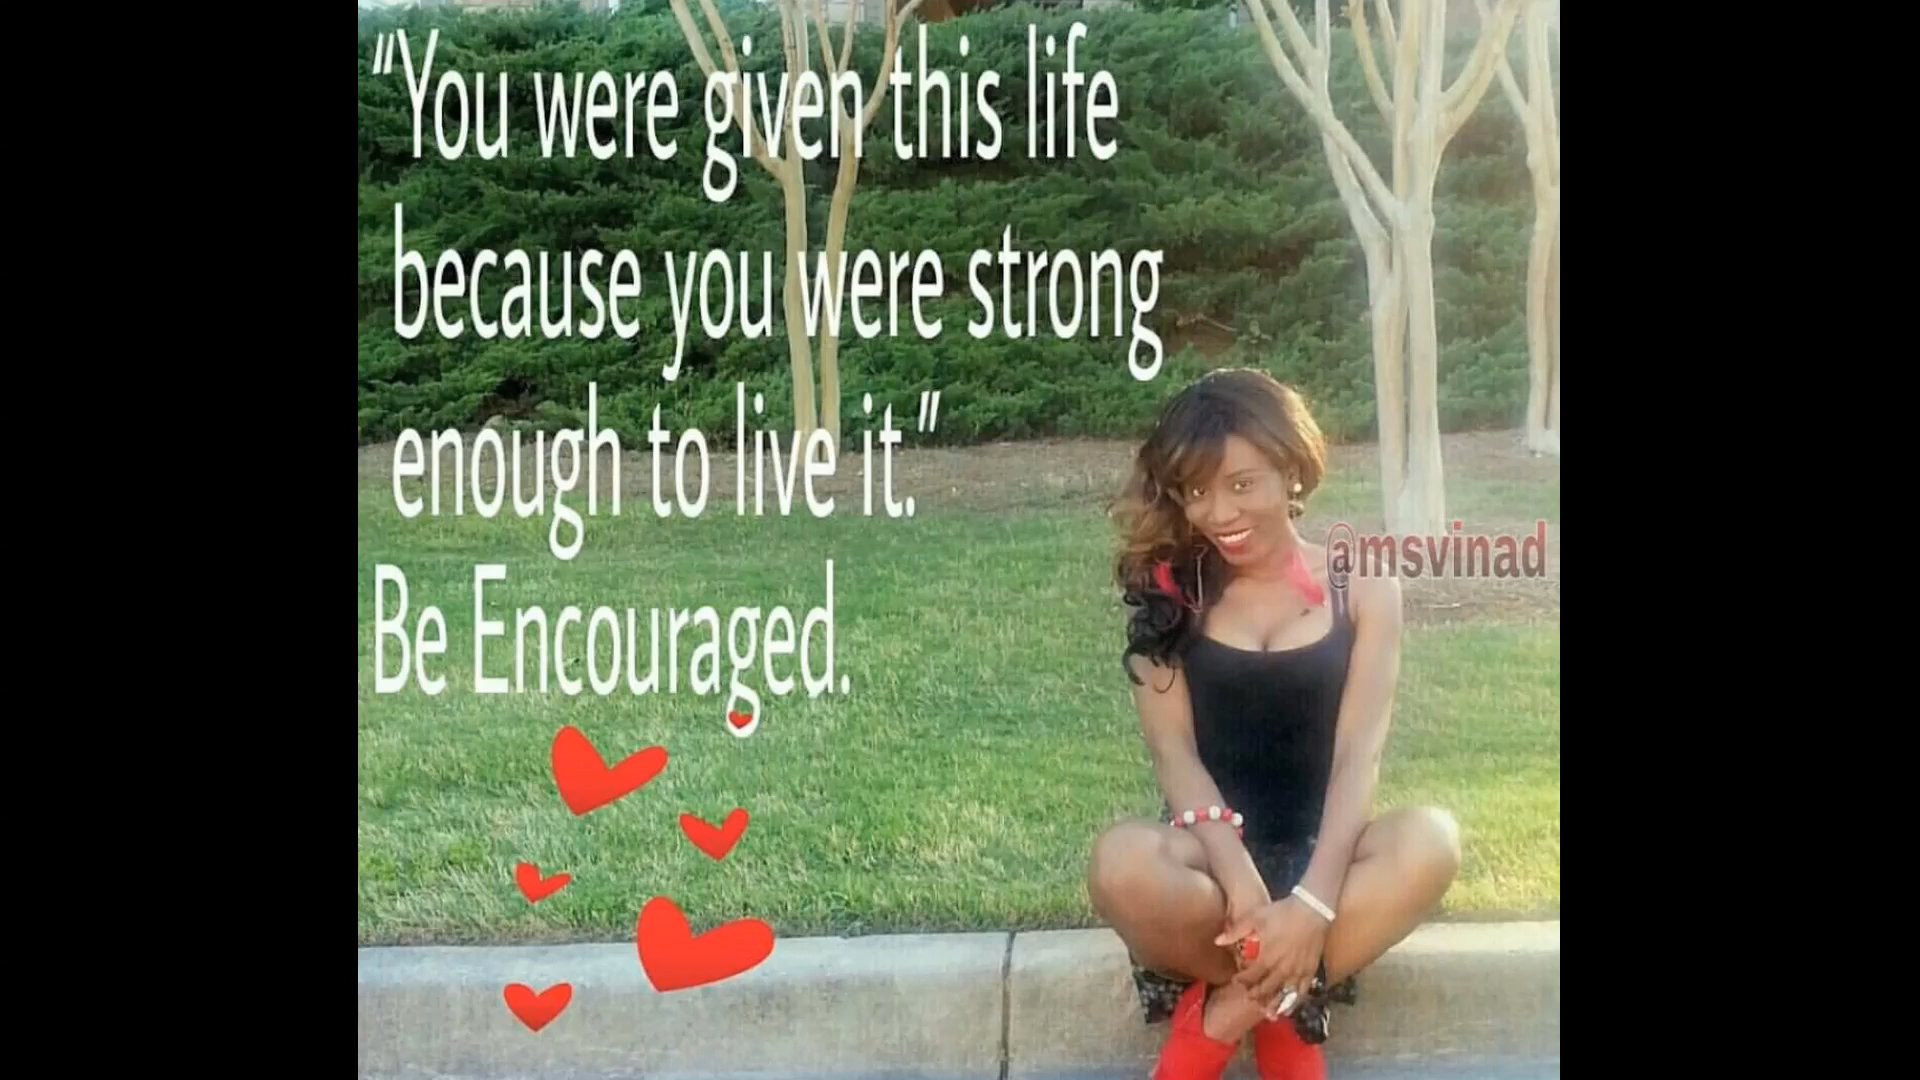 “You were given this life
because you were strong
enough to live it.”
Be Encouraged.
@msvinad